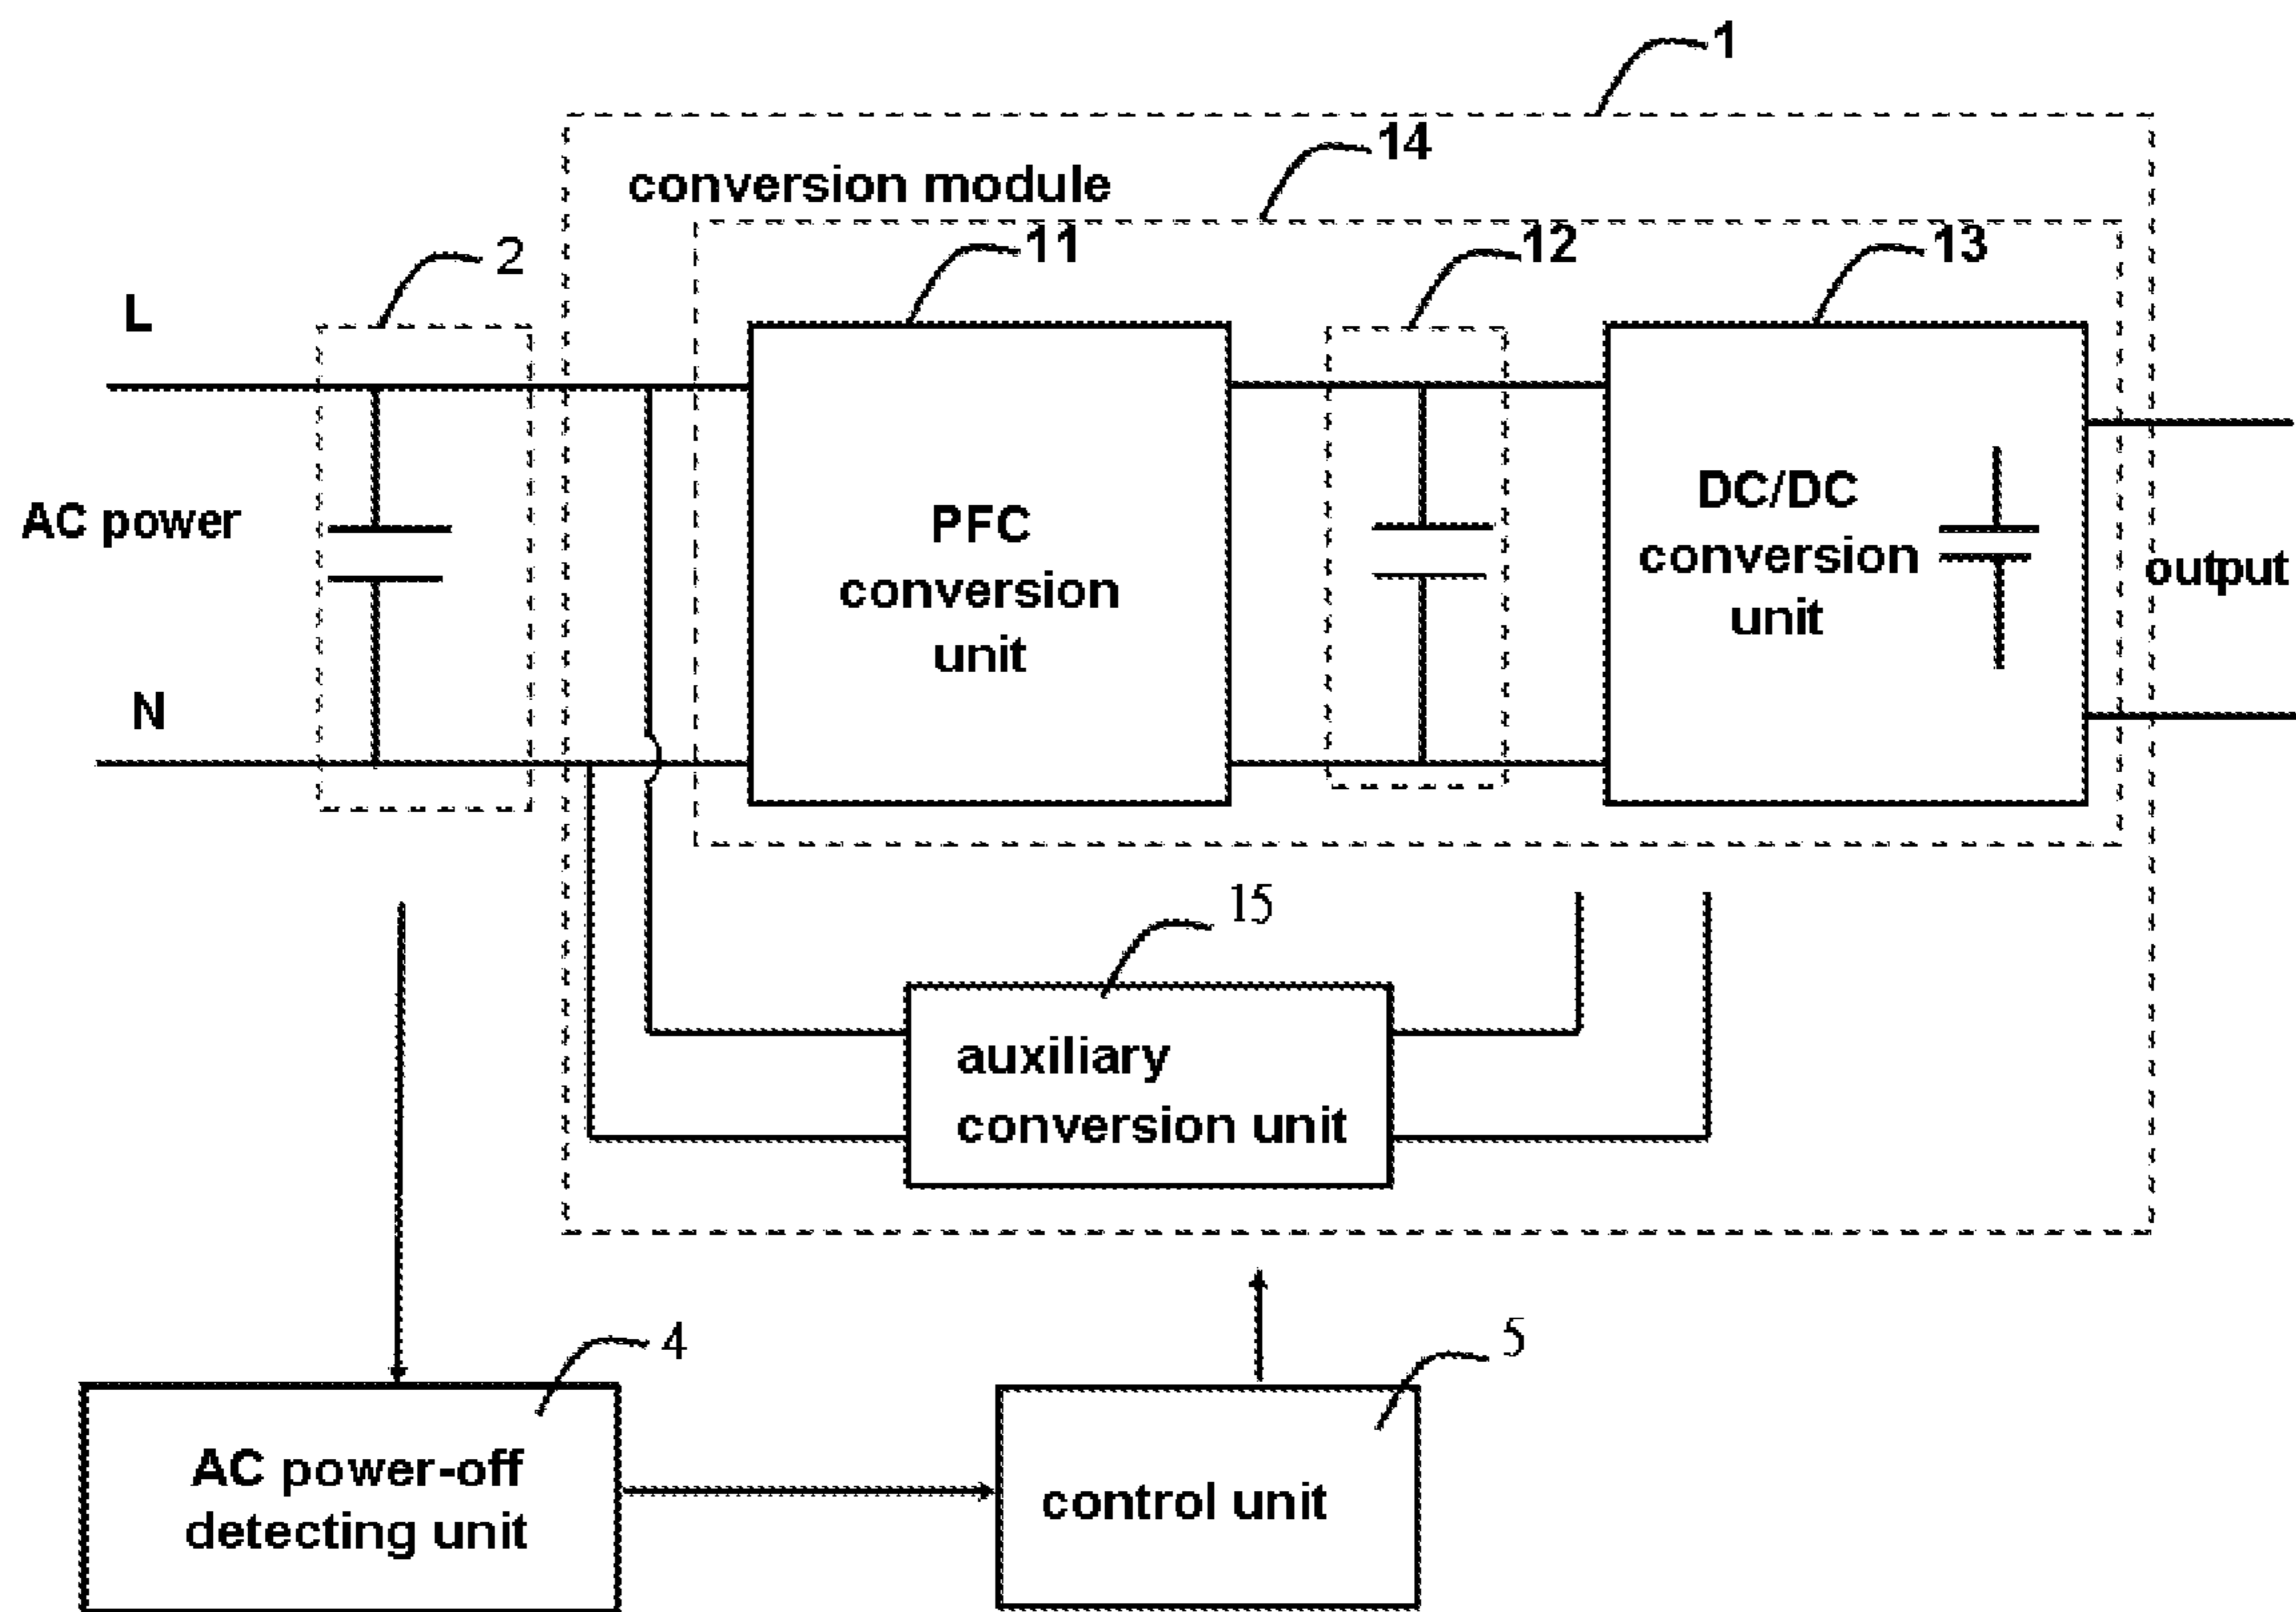 1
14
conversion module
2
11
12
13
L
AC power
PFC
conversion
unit
DC/DC
conversion
unit
output
N
15
auxiliary
conversion unit
4
5
AC power-off
detecting unit
control unit